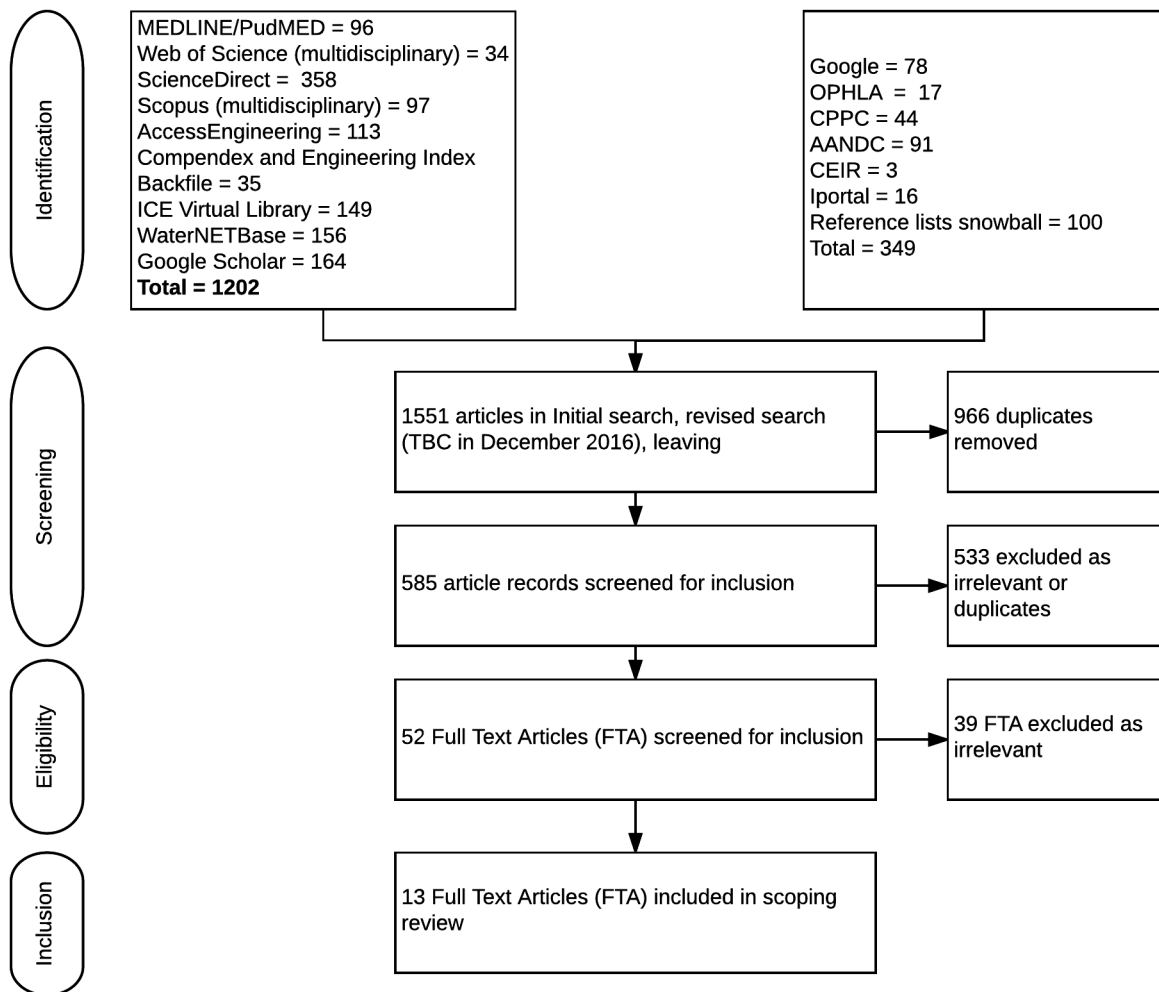 Identification
MEDLINE/PudMED = 96
Web of Science (multidisciplinary) = 34
ScienceDirect = 358
Scopus (multidisciplinary) = 97
AccessEngineering = 113
Compendex and Engineering Index
Backfile = 35
ICE Virtual Library = 149
WaterNETBase = 156
Google Scholar = 164
Total = 1202
Google = 78
OPHLA = 17
CPPC = 44
AANDC = 91
CEIR = 3
Iportal = 16
Reference lists snowball = 100
Total = 349
Screening
1551 articles in Initial search, revised search
(TBC in December 2016), leaving
966 duplicates
removed
585 article records screened for inclusion
533 excluded as
irrelevant or
duplicates
Eligibility
52 Full Text Articles (FTA) screened for inclusion
39 FTA excluded as
irrelevant
Inclusion
13 Full Text Articles (FTA) included in scoping
review